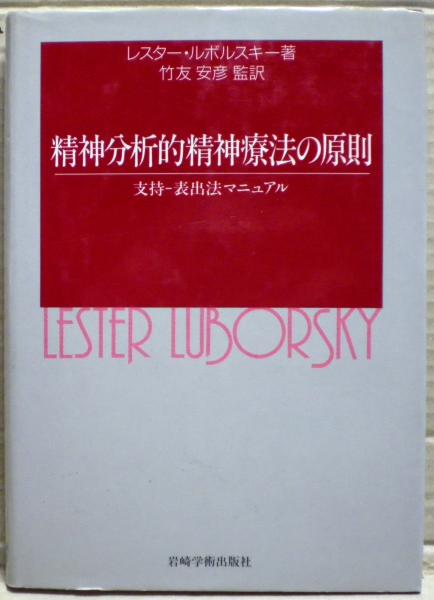 レスター・ルボルスキー著
竹友 安彦 監訳
精神分析的精神療法の原則
支持-表出法マニュアル
LESTER LUBORSKY
岩崎学術出版社